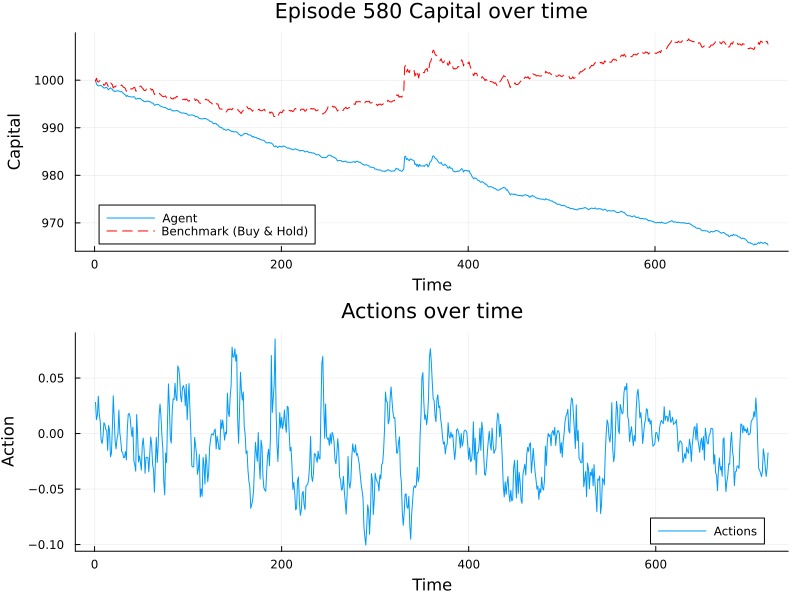 Episode 580 Capital over time
1000
990
980
970
Capital
Agent
Benchmark (Buy & Hold)
0 200 400 600
Time
Actions over time
0.05
0.00
−0.05
−0.10
Action
Actions
0 200 400 600
Time